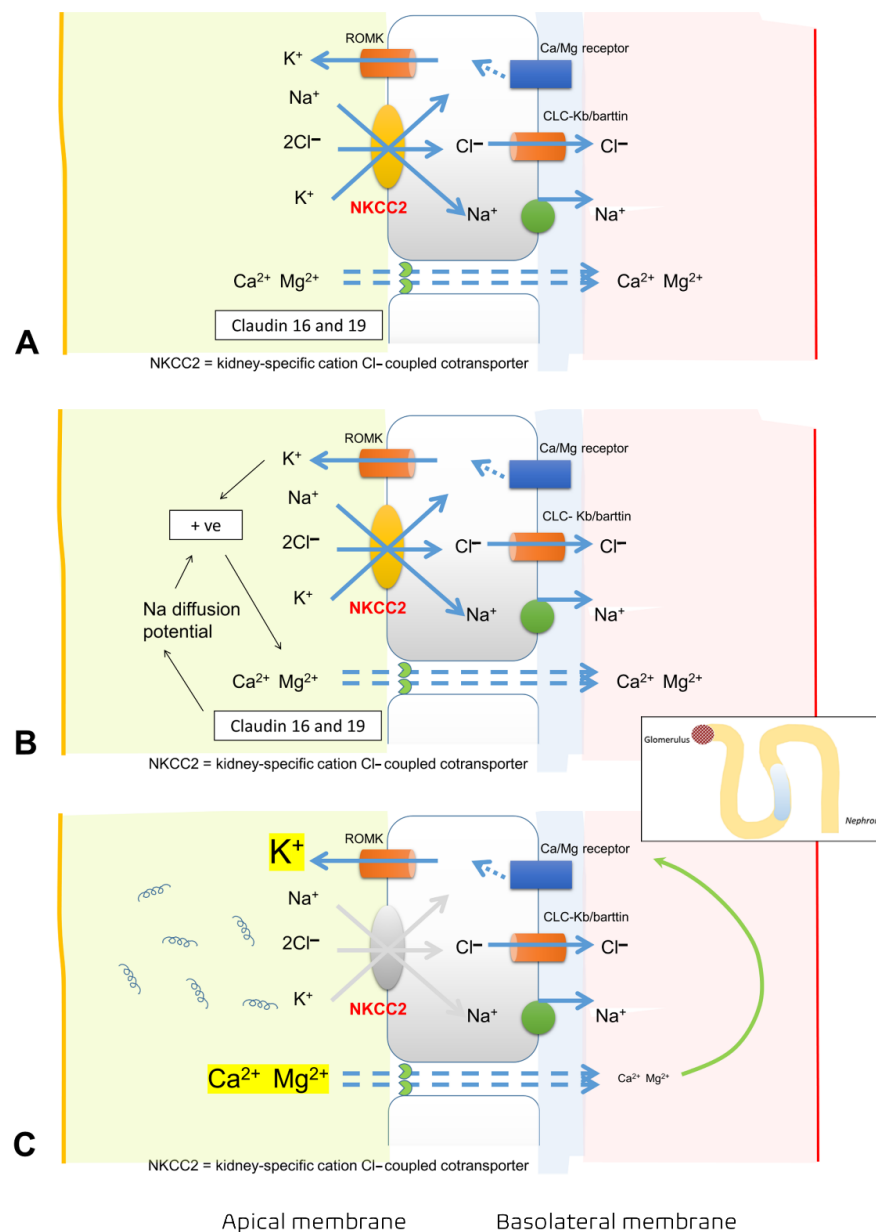 ROMK
Ca/Mg receptor
K⁺
Na⁺
CLC-Kb/barttin
2Cl⁻
Cl⁻
Cl⁻
K⁺
NKCC2
Na⁺
Na⁺
Ca²⁺ Mg²⁺
Ca²⁺ Mg²⁺
Claudin 16 and 19
A
NKCC2 = kidney-specific cation Cl–coupled cotransporter
ROMK
Ca/Mg receptor
K⁺
Na⁺
+ ve
CLC- Kb/barttin
2Cl⁻
Cl⁻
Cl⁻
K⁺
NKCC2
Na diffusion
potential
Na⁺
Na⁺
Ca²⁺ Mg²⁺
Ca²⁺ Mg²⁺
Claudin 16 and 19
B
NKCC2 = kidney-specific cation Cl–coupled cotransporter
Glomerulus
Nephron
ROMK
Ca/Mg receptor
K⁺
Na⁺
CLC-Kb/barttin
2Cl⁻
Cl⁻
Cl⁻
K⁺
NKCC2
Na⁺
Na⁺
Ca²⁺ Mg²⁺
Ca²⁺ Mg²⁺
C
NKCC2 = kidney-specific cation Cl–coupled cotransporter
Apical membrane
Basolateral membrane